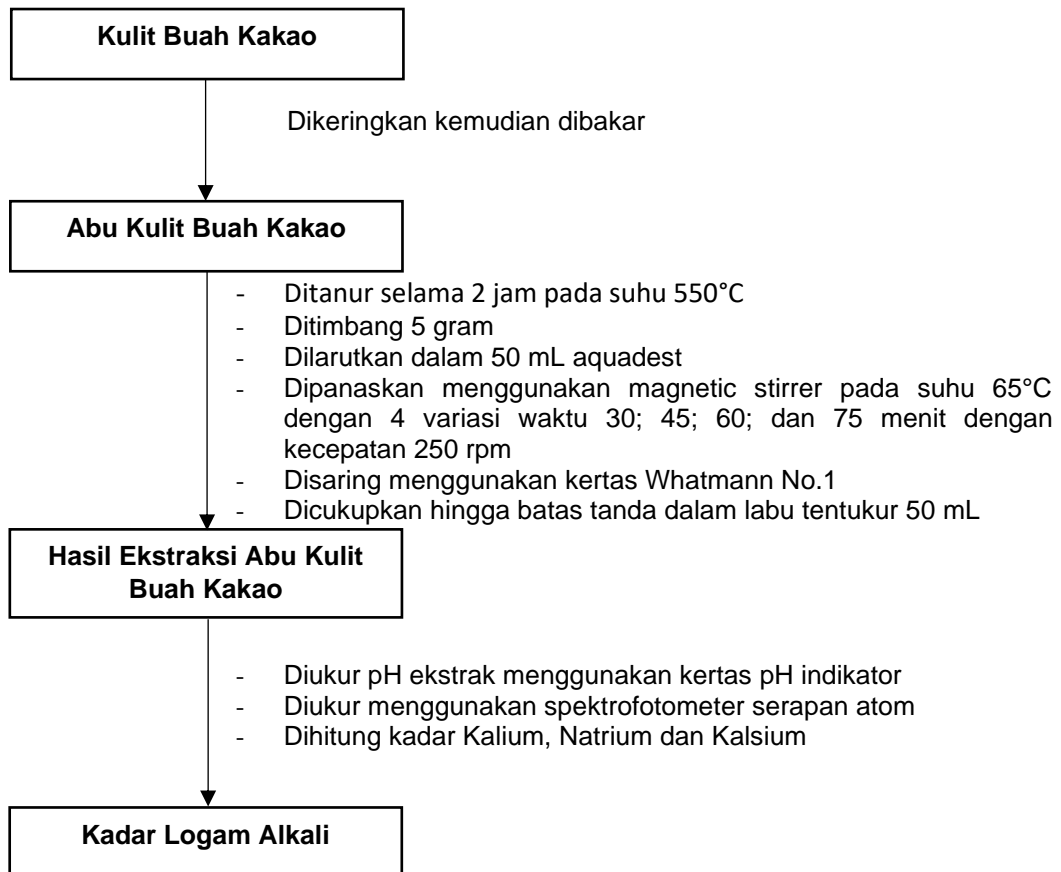 Kulit Buah Kakao
Dikeringkan kemudian dibakar
Abu Kulit Buah Kakao
- Ditanur selama 2 jam pada suhu 550°C
- Ditimbang 5 gram
- Dilarutkan dalam 50 mL aquadest
- Dipanaskan menggunakan magnetic stirrer pada suhu 65°C
dengan 4 variasi waktu 30; 45; 60; dan 75 menit dengan
kecepatan 250 rpm
- Disaring menggunakan kertas Whatmann No.1
- Dicukupkan hingga batas tanda dalam labu tentukur 50 mL
Hasil Ekstraksi Abu Kulit
Buah Kakao
- Diukur pH ekstrak menggunakan kertas pH indikator
- Diukur menggunakan spektrofotometer serapan atom
- Dihitung kadar Kalium, Natrium dan Kalsium
Kadar Logam Alkali